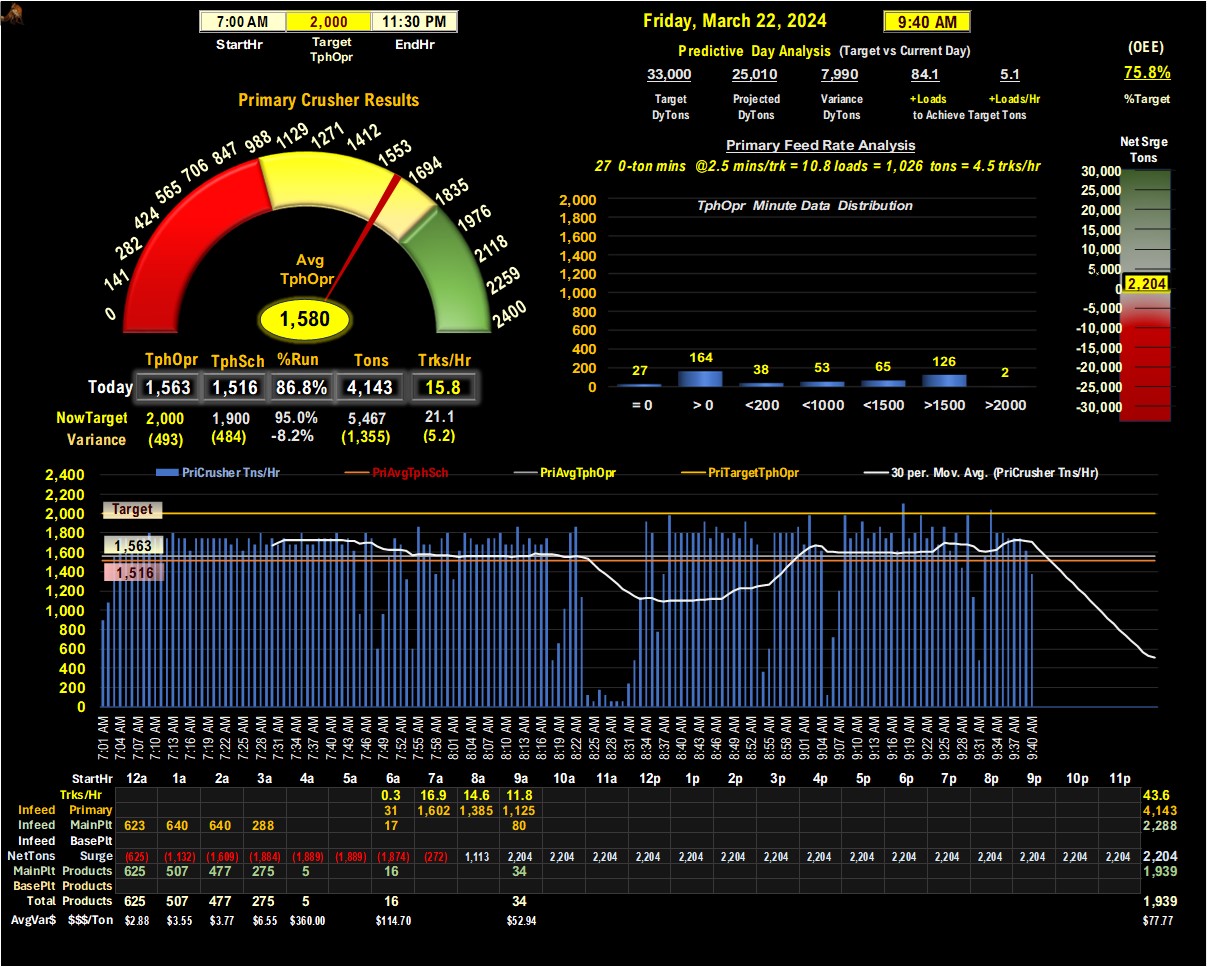 7:00 AM 2,000 11:30 PM
StartHr Target TphOpr EndHr
Friday, March 22, 2024 9:40 AM
Predictive Day Analysis (Target vs Current Day)
33,000 25,010 7,990 84.1 5.1
Target DyTons Projected DyTons Variance DyTons +Loads +Loads/Hr
to Achieve Target Tons
(OEE)
75.8%
%Target
Primary Crusher Results
0 141 282 424 565 706 847 988 1129 1271 1412 1553 1694 1835 1976 2118 2259 2400
Avg
TphOpr
1,580
Primary Feed Rate Analysis
27 0-ton mins @2.5 mins/trk = 10.8 loads = 1,026 tons = 4.5 trks/hr
TphOpr Minute Data Distribution
2,000
1,800
1,600
1,400
1,200
1,000
800
600
400
200
0
27 164 38 53 65 126 2
= 0 > 0 <200 <1000 <1500 >1500 >2000
Net Srge
Tons
30,000
25,000
20,000
15,000
10,000
5,000
0
2,204
-5,000
-10,000
-15,000
-20,000
-25,000
-30,000
TphOpr TphSch %Run Tons Trks/Hr
Today 1,563 1,516 86.8% 4,143 15.8
NowTarget 2,000 1,900 95.0% 5,467 21.1
Variance (493) (484) -8.2% (1,355) (5.2)
PriCrusher Tns/Hr PriAvgTphSch PriAvgTphOpr PriTargetTphOpr 30 per. Mov. Avg. (PriCrusher Tns/Hr)
2,400
2,200
2,000
1,800
1,600
1,400
1,200
1,000
800
600
400
200
0
Target
1,563
1,516
7:01 AM 7:04 AM 7:07 AM 7:10 AM 7:13 AM 7:16 AM 7:19 AM 7:22 AM 7:25 AM 7:28 AM 7:31 AM 7:34 AM 7:37 AM 7:40 AM 7:43 AM 7:46 AM 7:49 AM 7:52 AM 7:55 AM 7:58 AM 8:01 AM 8:04 AM 8:07 AM 8:10 AM 8:13 AM 8:16 AM 8:19 AM 8:22 AM 8:25 AM 8:28 AM 8:31 AM 8:34 AM 8:37 AM 8:40 AM 8:43 AM 8:46 AM 8:49 AM 8:52 AM 8:55 AM 8:58 AM 9:01 AM 9:04 AM 9:07 AM 9:10 AM 9:13 AM 9:16 AM 9:19 AM 9:22 AM 9:25 AM 9:28 AM 9:31 AM 9:34 AM 9:37 AM 9:40 AM
StartHr 12a 1a 2a 3a 4a 5a 6a 7a 8a 9a 10a 11a 12p 1p 2p 3p 4p 5p 6p 7p 8p 9p 10p 11p
Trks/Hr 0.3 16.9 14.6 11.8 43.6
Infeed Primary 31 1,602 1,385 1,125 4,143
Infeed MainPlt 623 640 640 288 17 80 2,288
Infeed BasePlt
NetTons Surge (625) (1,132) (1,609) (1,884) (1,889) (1,889) (1,874) (272) 1,113 2,204 2,204 2,204 2,204 2,204 2,204 2,204 2,204 2,204 2,204 2,204 2,204 2,204 2,204 2,204 2,204
MainPlt Products 625 507 477 275 5 16 34 1,939
BasePlt Products
Total Products 625 507 477 275 5 16 34 1,939
AvgVar$ $$$/Ton $2.88 $3.55 $3.77 $6.55 $360.00 $114.70 $52.94 $77.77